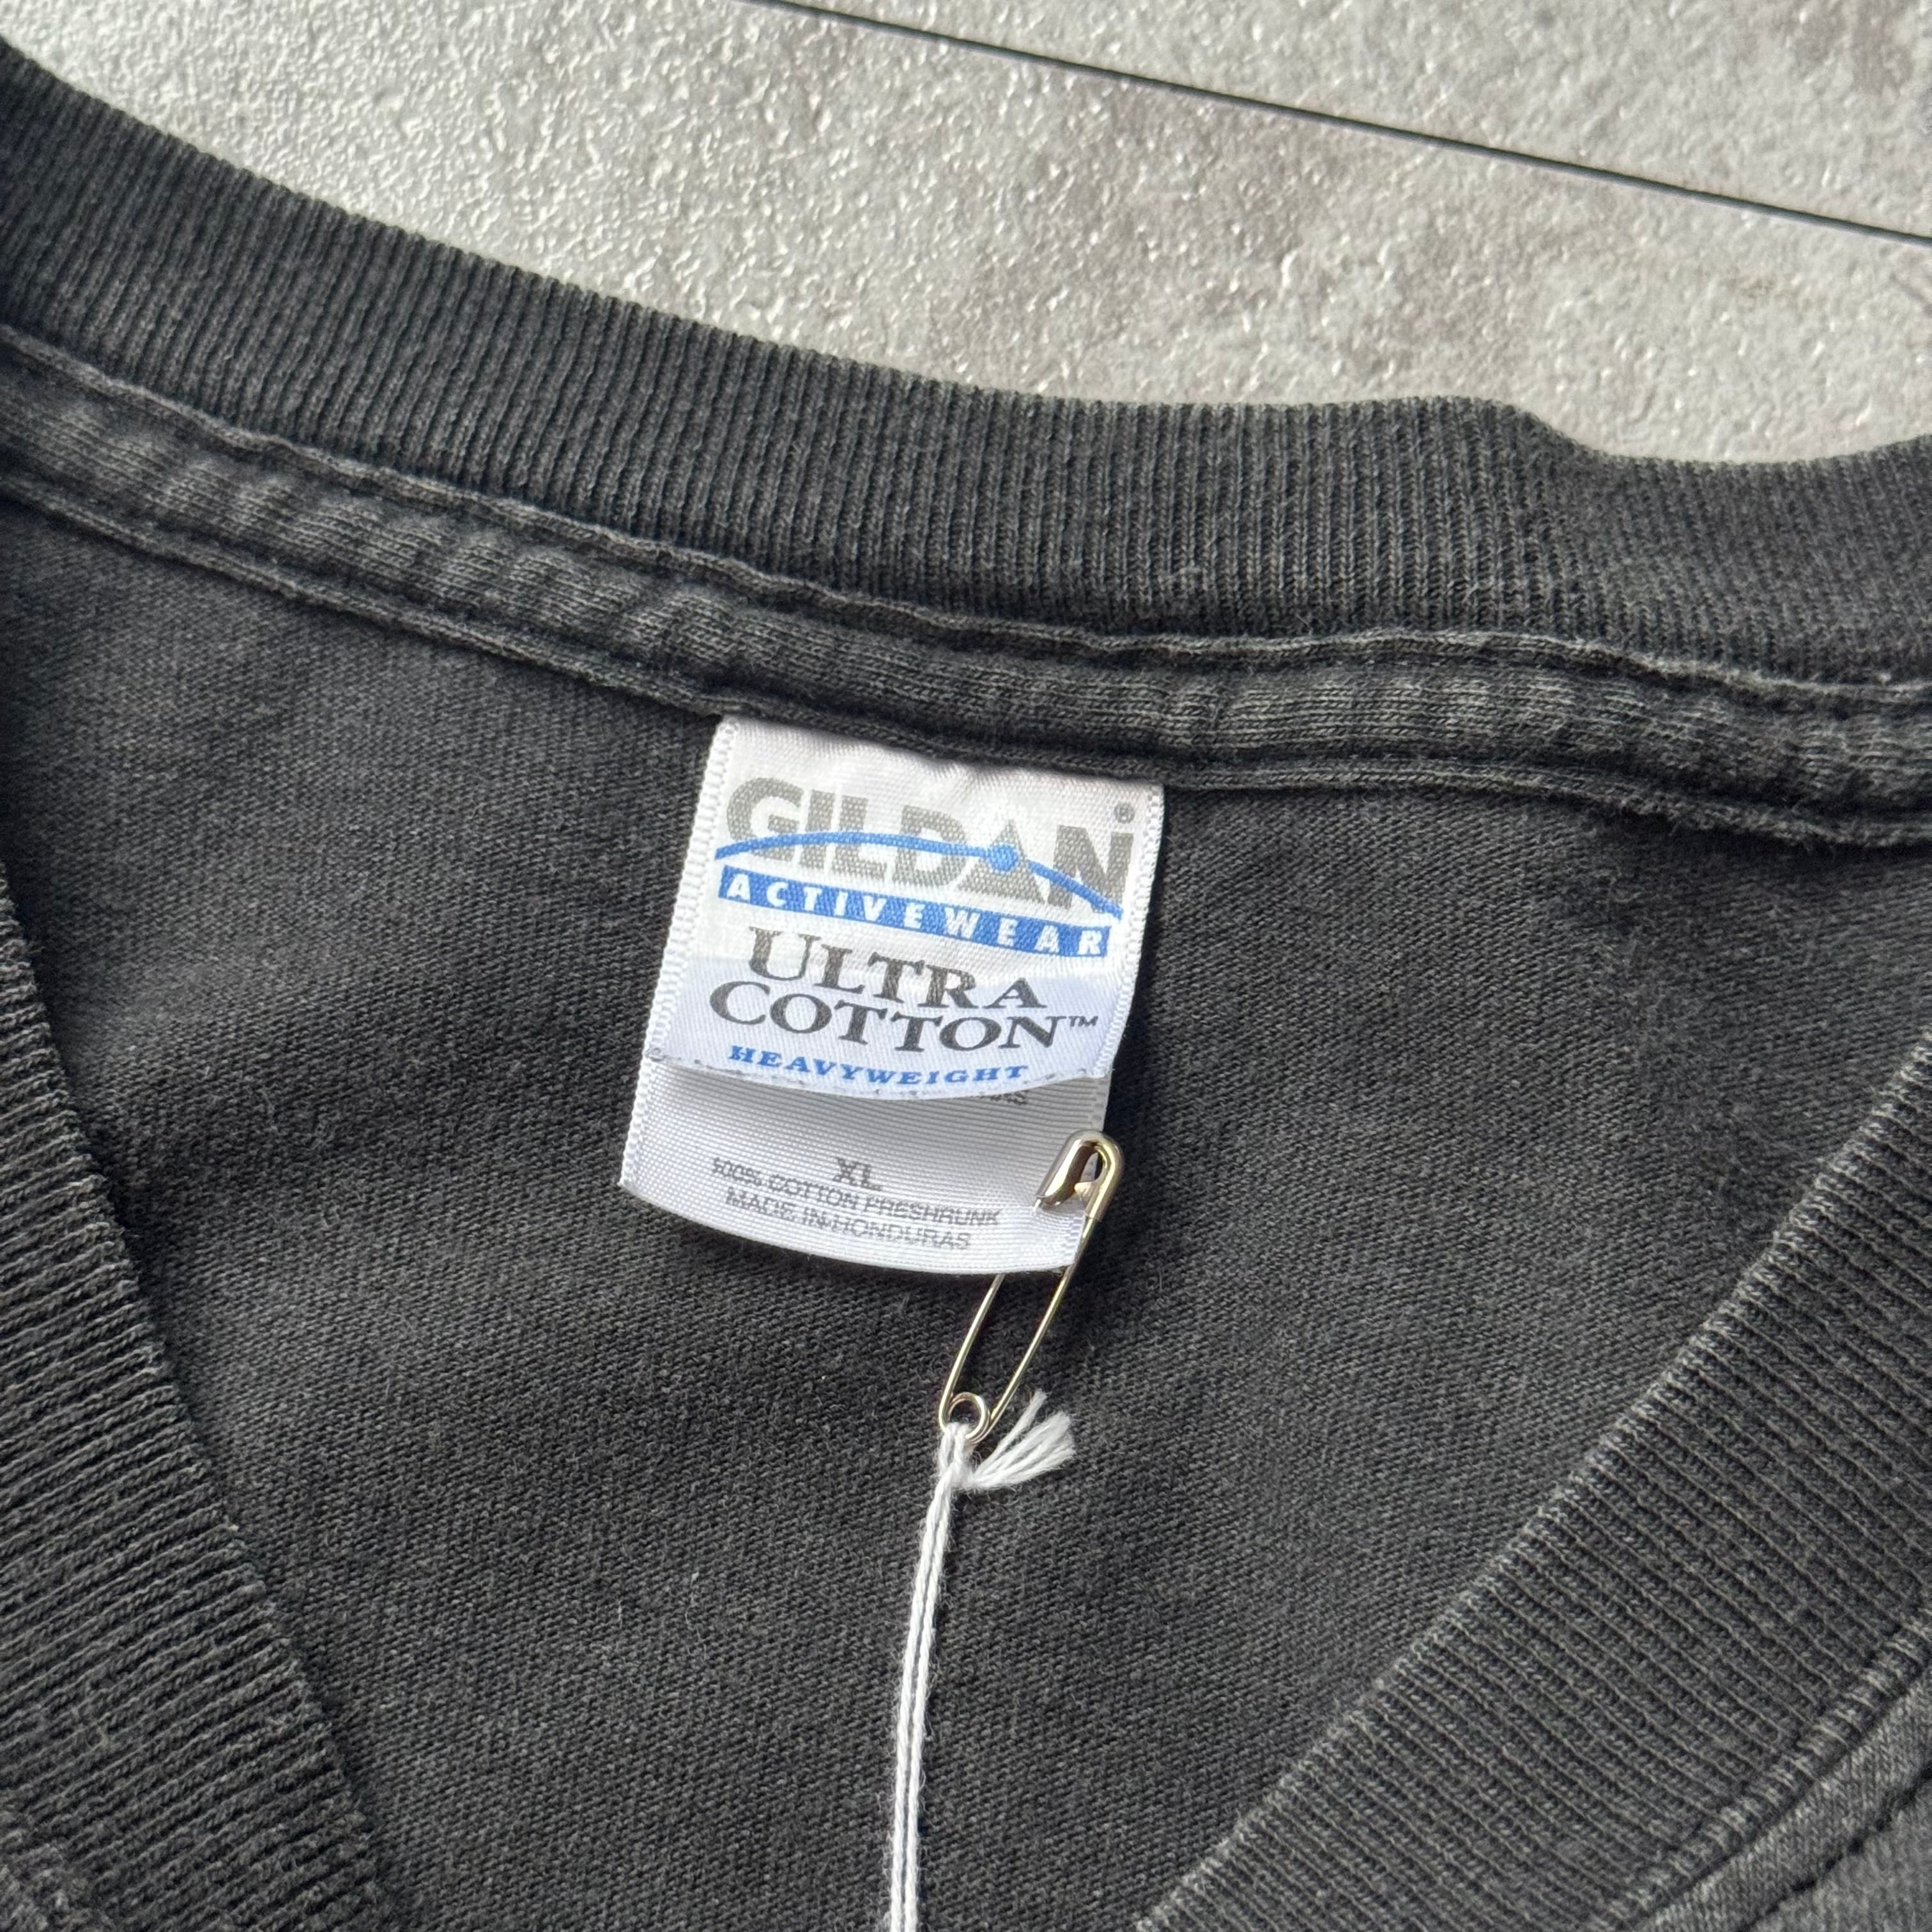 GILDAN®
ACTIVEWEAR
ULTRA
COTTON™
HEAVYWEIGHT
XL
100% COTTON PRESHRUNK
MADE IN HONDURAS